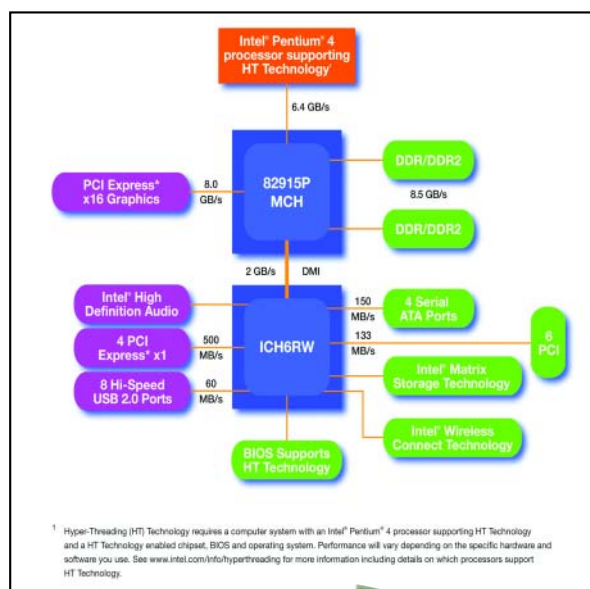 Intel® Pentium® 4
processor supporting
HT Technology¹
6.4 GB/s
82915P
MCH
PCI Express*
x16 Graphics
8.0
GB/s
DDR/DDR2
8.5 GB/s
DDR/DDR2
2 GB/s
DMI
Intel® High
Definition Audio
4 PCI
Express* x1
500
MB/s
8 Hi-Speed
USB 2.0 Ports
60
MB/s
ICH6RW
150
MB/s
4 Serial
ATA Ports
133
MB/s
6
PCI
Intel® Matrix
Storage Technology
Intel® Wireless
Connect Technology
BIOS Supports
HT Technology
1 Hyper-Threading (HT) Technology requires a computer system with an Intel® Pentium® 4 processor supporting HT Technology
and a HT Technology enabled chipset, BIOS and operating system. Performance will vary depending on the specific hardware and
software you use. See www.intel.com/info/hyperthreading for more information including details on which processors support
HT Technology.